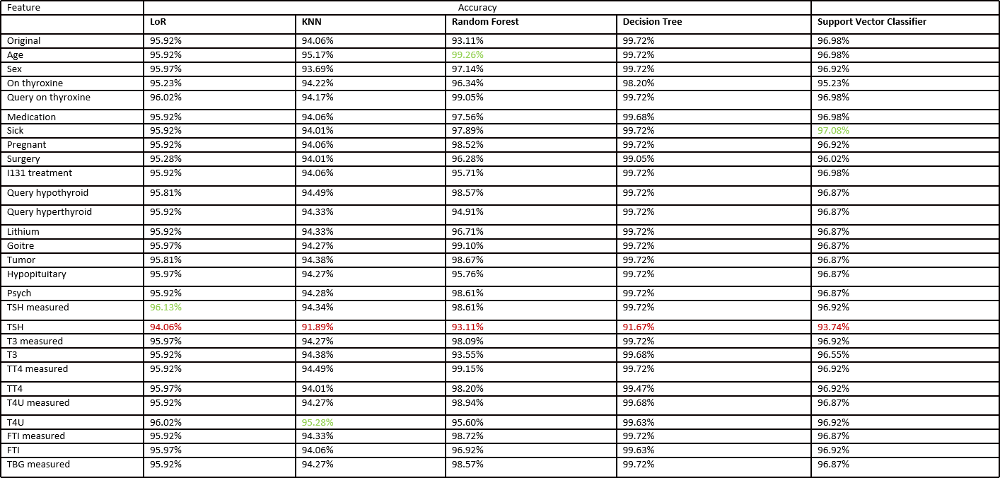 Feature Accuracy
LoR KNN Random Forest Decision Tree Support Vector Classifier
Original 95.92% 94.06% 93.11% 99.72% 96.98%
Age 95.92% 95.17% 99.26% 99.72% 96.98%
Sex 95.97% 93.69% 97.14% 99.72% 96.92%
On thyroxine 95.23% 94.22% 96.34% 98.20% 95.23%
Query on thyroxine 96.02% 94.17% 99.05% 99.72% 96.98%
Medication 95.92% 94.06% 97.56% 99.68% 96.98%
Sick 95.92% 94.01% 97.89% 99.72% 97.08%
Pregnant 95.92% 94.06% 98.52% 99.72% 96.92%
Surgery 95.28% 94.01% 96.28% 99.05% 96.02%
I131 treatment 95.92% 94.06% 95.71% 99.72% 96.98%
Query hypothyroid 95.81% 94.49% 98.57% 99.72% 96.87%
Query hyperthyroid 95.92% 94.33% 94.91% 99.72% 96.87%
Lithium 95.92% 94.33% 96.71% 99.72% 96.87%
Goitre 95.97% 94.27% 99.10% 99.72% 96.87%
Tumor 95.81% 94.38% 98.67% 99.72% 96.87%
Hypopituitary 95.97% 94.27% 95.76% 99.72% 96.87%
Psych 95.92% 94.28% 98.61% 99.72% 96.87%
TSH measured 96.13% 94.34% 98.61% 99.72% 96.92%
TSH 94.06% 91.89% 93.11% 91.67% 93.74%
T3 measured 95.97% 94.27% 98.09% 99.72% 96.92%
T3 95.92% 94.38% 93.55% 99.68% 96.55%
TT4 measured 95.92% 94.49% 99.15% 99.72% 96.92%
TT4 95.97% 94.01% 98.20% 99.47% 96.92%
T4U measured 95.92% 94.27% 98.94% 99.68% 96.87%
T4U 96.02% 95.28% 95.60% 99.63% 96.92%
FTI measured 95.92% 94.33% 98.72% 99.72% 96.87%
FTI 95.97% 94.06% 96.92% 99.63% 96.92%
TBG measured 95.92% 94.27% 98.57% 99.72% 96.87%